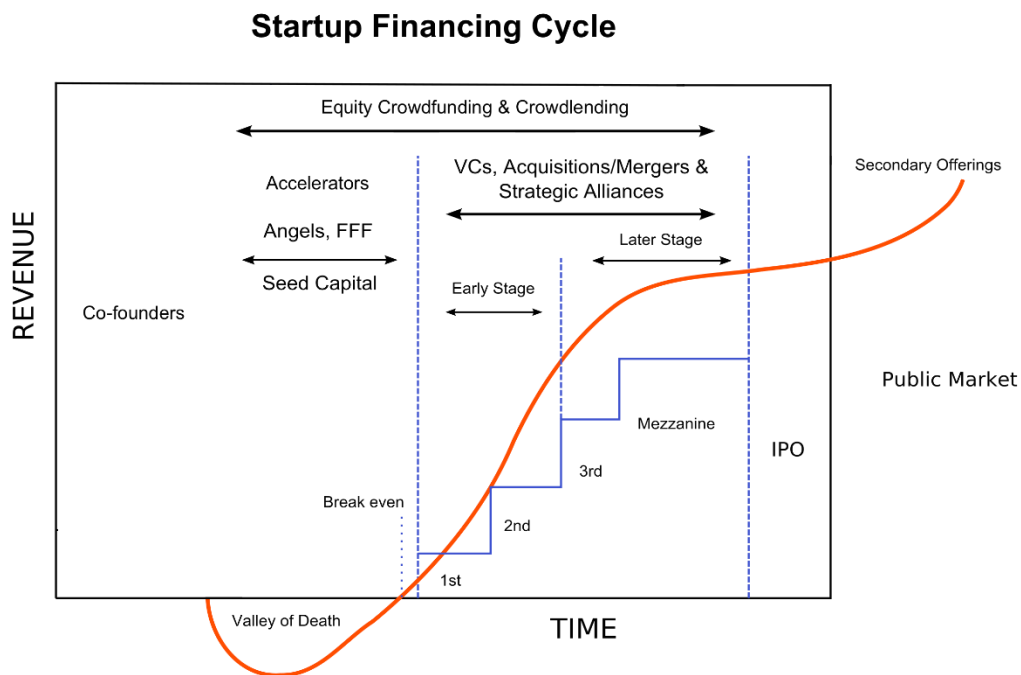 Startup Financing Cycle
Equity Crowdfunding & Crowdlending
VCs, Acquisitions/Mergers &
Strategic Alliances
Secondary Offerings
Accelerators
Angels, FFF
Later Stage
REVENUE
Seed Capital
Early Stage
Co-founders
Public Market
Mezzanine
IPO
3rd
Break even
2nd
1st
Valley of Death
TIME